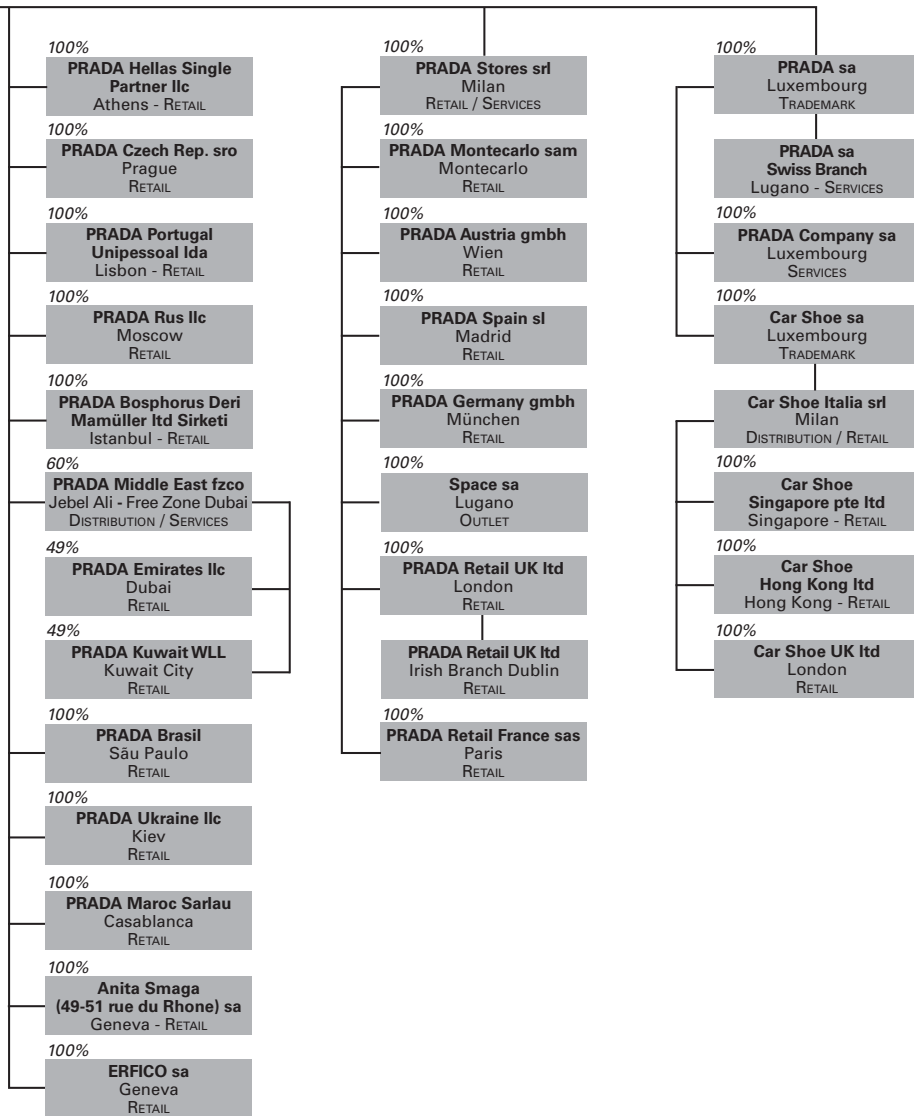 100%
PRADA Hellas Single
Partner llc
Athens - RETAIL
100%
PRADA Czech Rep. sro
Prague
RETAIL
100%
PRADA Portugal
Unipessoal lda
Lisbon - RETAIL
100%
PRADA Rus llc
Moscow
RETAIL
100%
PRADA Bosphorus Deri
Mamüller ltd Sirketi
Istanbul - RETAIL
60%
PRADA Middle East fzco
Jebel Ali - Free Zone Dubai
DISTRIBUTION / SERVICES
49%
PRADA Emirates llc
Dubai
RETAIL
49%
PRADA Kuwait WLL
Kuwait City
RETAIL
100%
PRADA Brasil
Sãu Paulo
RETAIL
100%
PRADA Ukraine llc
Kiev
RETAIL
100%
PRADA Maroc Sarlau
Casablanca
RETAIL
100%
Anita Smaga
(49-51 rue du Rhone) sa
Geneva - RETAIL
100%
ERFICO sa
Geneva
RETAIL
100%
PRADA Stores srl
Milan
RETAIL / SERVICES
100%
PRADA Montecarlo sam
Montecarlo
RETAIL
100%
PRADA Austria gmbh
Wien
RETAIL
100%
PRADA Spain sl
Madrid
RETAIL
100%
PRADA Germany gmbh
München
RETAIL
100%
Space sa
Lugano
OUTLET
100%
PRADA Retail UK ltd
London
RETAIL
PRADA Retail UK ltd
Irish Branch Dublin
RETAIL
100%
PRADA Retail France sas
Paris
RETAIL
100%
PRADA sa
Luxembourg
TRADEMARK
PRADA sa
Swiss Branch
Lugano - SERVICES
100%
PRADA Company sa
Luxembourg
SERVICES
100%
Car Shoe sa
Luxembourg
TRADEMARK
Car Shoe Italia srl
Milan
DISTRIBUTION / RETAIL
100%
Car Shoe
Singapore pte ltd
Singapore - RETAIL
100%
Car Shoe
Hong Kong ltd
Hong Kong - RETAIL
100%
Car Shoe UK ltd
London
RETAIL